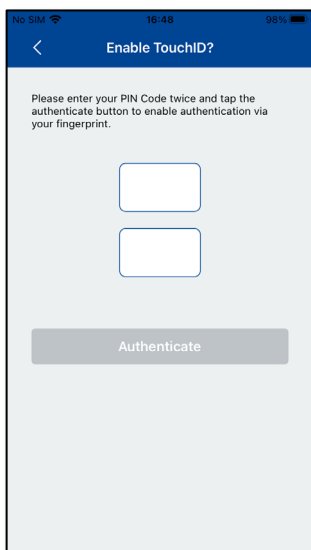 No SIM 16:48 98%
Enable TouchID?
Please enter your PIN Code twice and tap the
authenticate button to enable authentication via
your fingerprint.
Authenticate